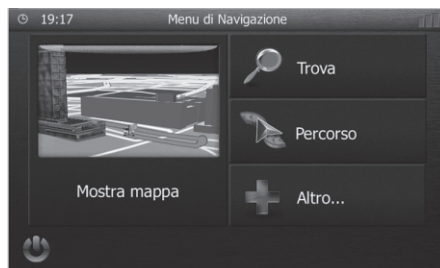 19:17 Menu di Navigazione
Trova
Percorso
Mostra mappa
Altro...